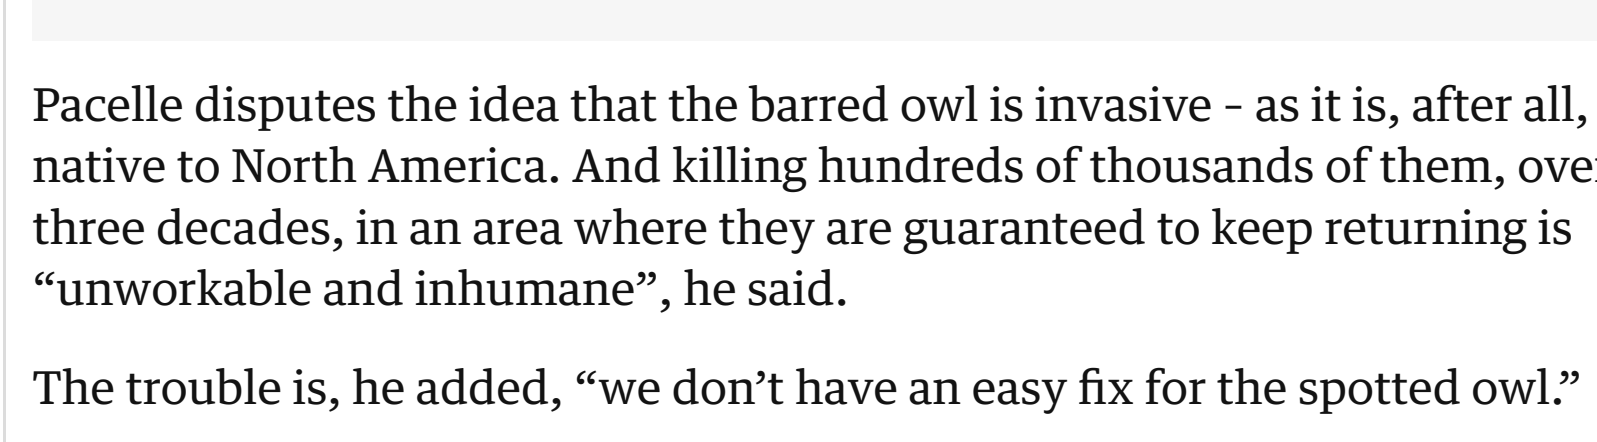 Pacelle disputes the idea that the barred owl is invasive – as it is, after all,
native to North America. And killing hundreds of thousands of them, over
three decades, in an area where they are guaranteed to keep returning is
“unworkable and inhumane”, he said.
The trouble is, he added, “we don’t have an easy fix for the spotted owl.”